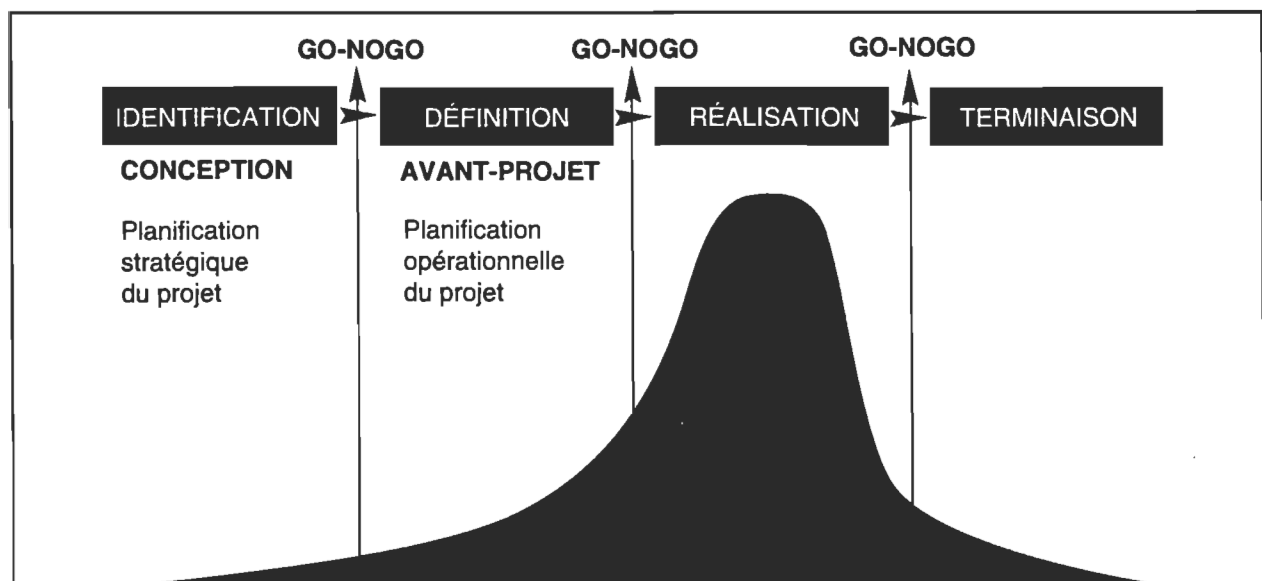 GO-NOGO GO-NOGO GO-NOGO
IDENTIFICATION DÉFINITION RÉALISATION TERMINAISON
CONCEPTION AVANT-PROJET
Planification
stratégique
du projet
Planification
opérationnelle
du projet